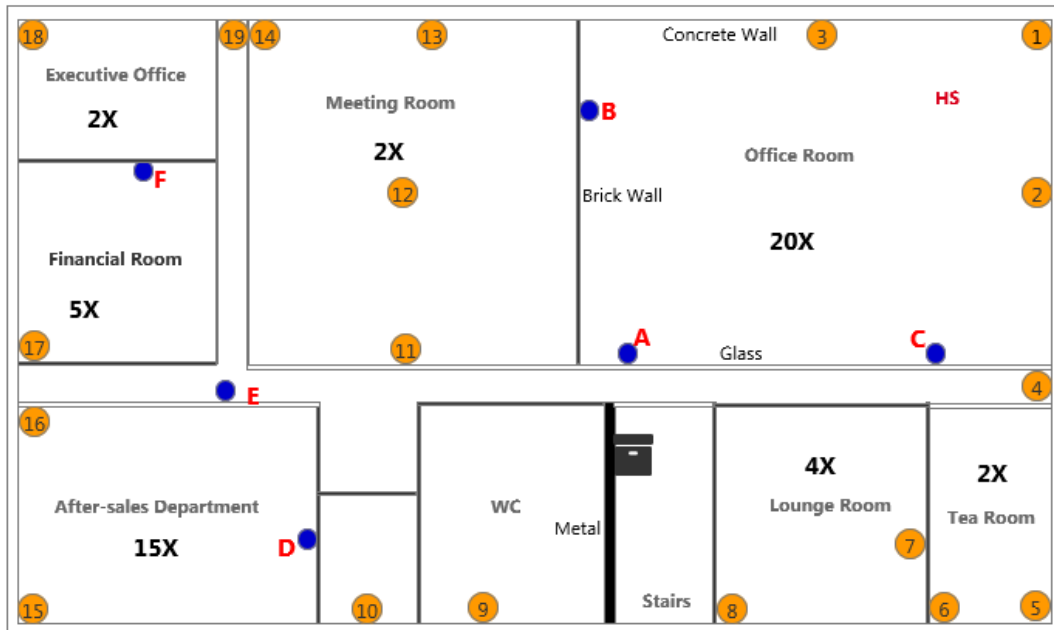 18
19
14
13
Concrete Wall
3
1
Executive Office
2X
Meeting Room
2X
B
HS
Office Room
F
12
Brick Wall
2
20X
Financial Room
5X
17
11
A
Glass
C
4
E
16
After-sales Department
15X
D
WC
Metal
4X
Lounge Room
7
2X
Tea Room
15
10
9
Stairs
8
6
5